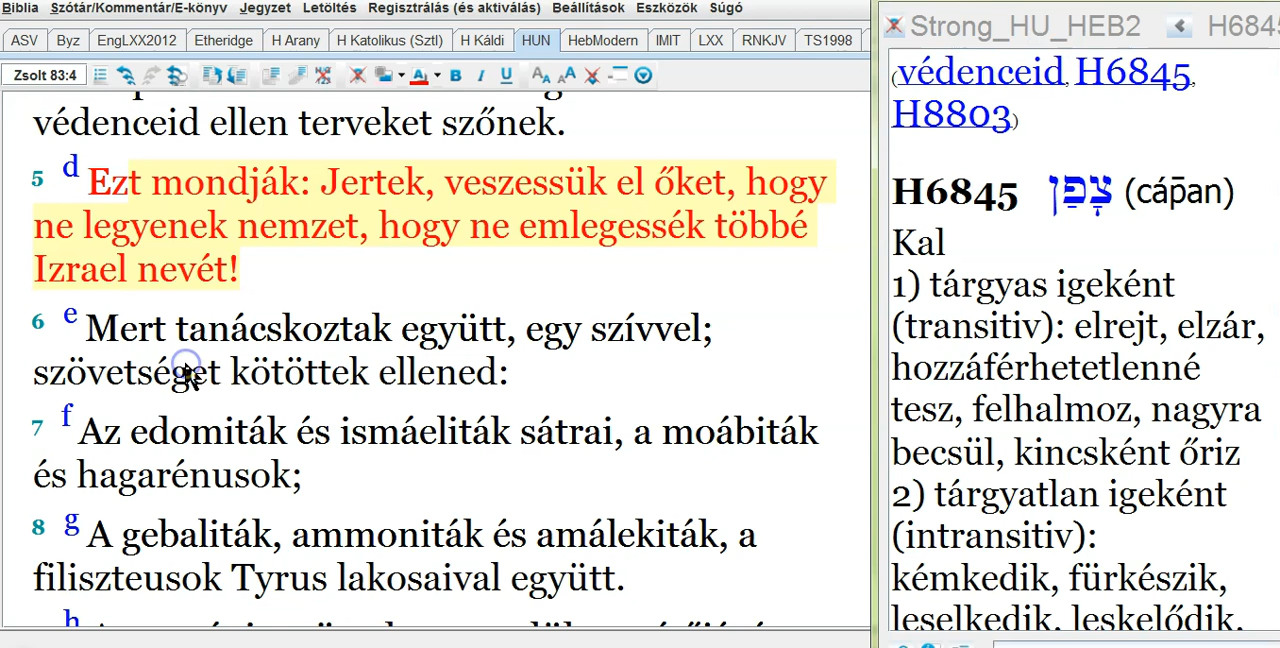 Biblia Szótár/Kommentár/E-könyv Jegyzet Letöltés Regisztrálás (és aktiválás) Beállítások Eszközök Súgó
ASV Byz EngLXX2012 Etheridge H Arany H Katolikus (Sztl) H Káldi HUN HebModern IMIT LXX RNKJV TS1998
Zsolt 83:4
védenceid ellen terveket szőnek.
5 d Ezt mondják: Jertek, veszessük el őket, hogy
ne legyenek nemzet, hogy ne emlegessék többé
Izrael nevét!
6 e Mert tanácskoztak együtt, egy szívvel;
szövetséget kötöttek ellened:
7 f Az edomiták és ismáeliták sátrai, a moábiták
és hagarénusok;
8 g A gebaliták, ammoniták és amálekiták, a
filiszteusok Tyrus lakosaival együtt.
h
Strong_HU_HEB2 H6845
(védenceid, H6845,
H8803)
H6845 צָפַן (cáp̄an)
Kal
1) tárgyas igeként
(transitiv): elrejt, elzár,
hozzáférhetetlenné
tesz, felhalmoz, nagyra
becsül, kincsként őriz
2) tárgyatlan igeként
(intransitiv):
kémkedik, fürkészik,
leselkedik, leskelődik,